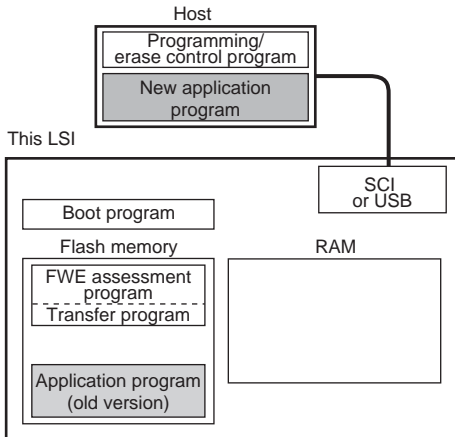 Host
Programming/
erase control program
New application
program
This LSI
SCI
or USB
Boot program
Flash memory
RAM
FWE assessment
program
Transfer program
Application program
(old version)